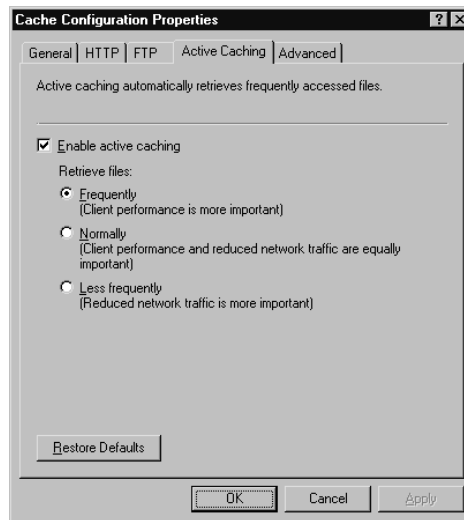 Cache Configuration Properties
General HTTP FTP Active Caching Advanced
Active caching automatically retrieves frequently accessed files.
Enable active caching
Retrieve files:
Frequently
(Client performance is more important)
Normally
(Client performance and reduced network traffic are equally
important)
Less frequently
(Reduced network traffic is more important)
Restore Defaults
OK Cancel Apply